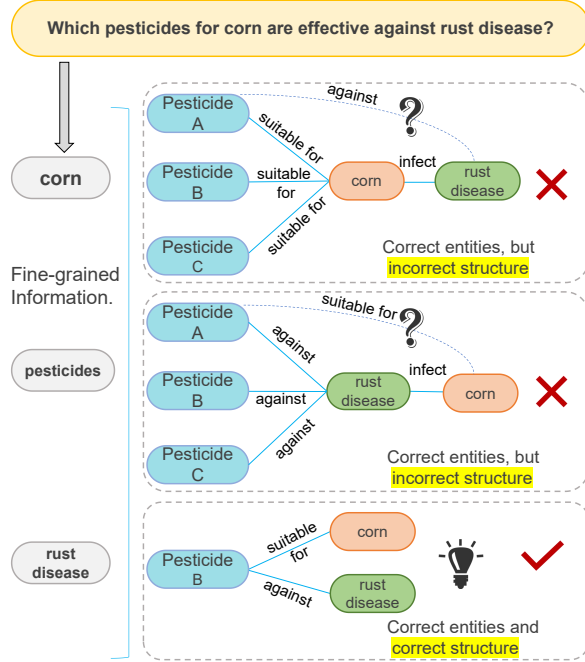 Which pesticides for corn are effective against rust disease?
corn
Fine-grained
Information.
pesticides
rust
disease
Pesticide
A
Pesticide
B
Pesticide
C
suitable for
suitable
for
suitable for
against
?
corn
infect
rust
disease
Correct entities, but
incorrect structure
Pesticide
A
Pesticide
B
Pesticide
C
against
against
against
suitable for
?
rust
disease
infect
corn
Correct entities, but
incorrect structure
Pesticide
B
suitable
for
against
corn
rust
disease
Correct entities and
correct structure